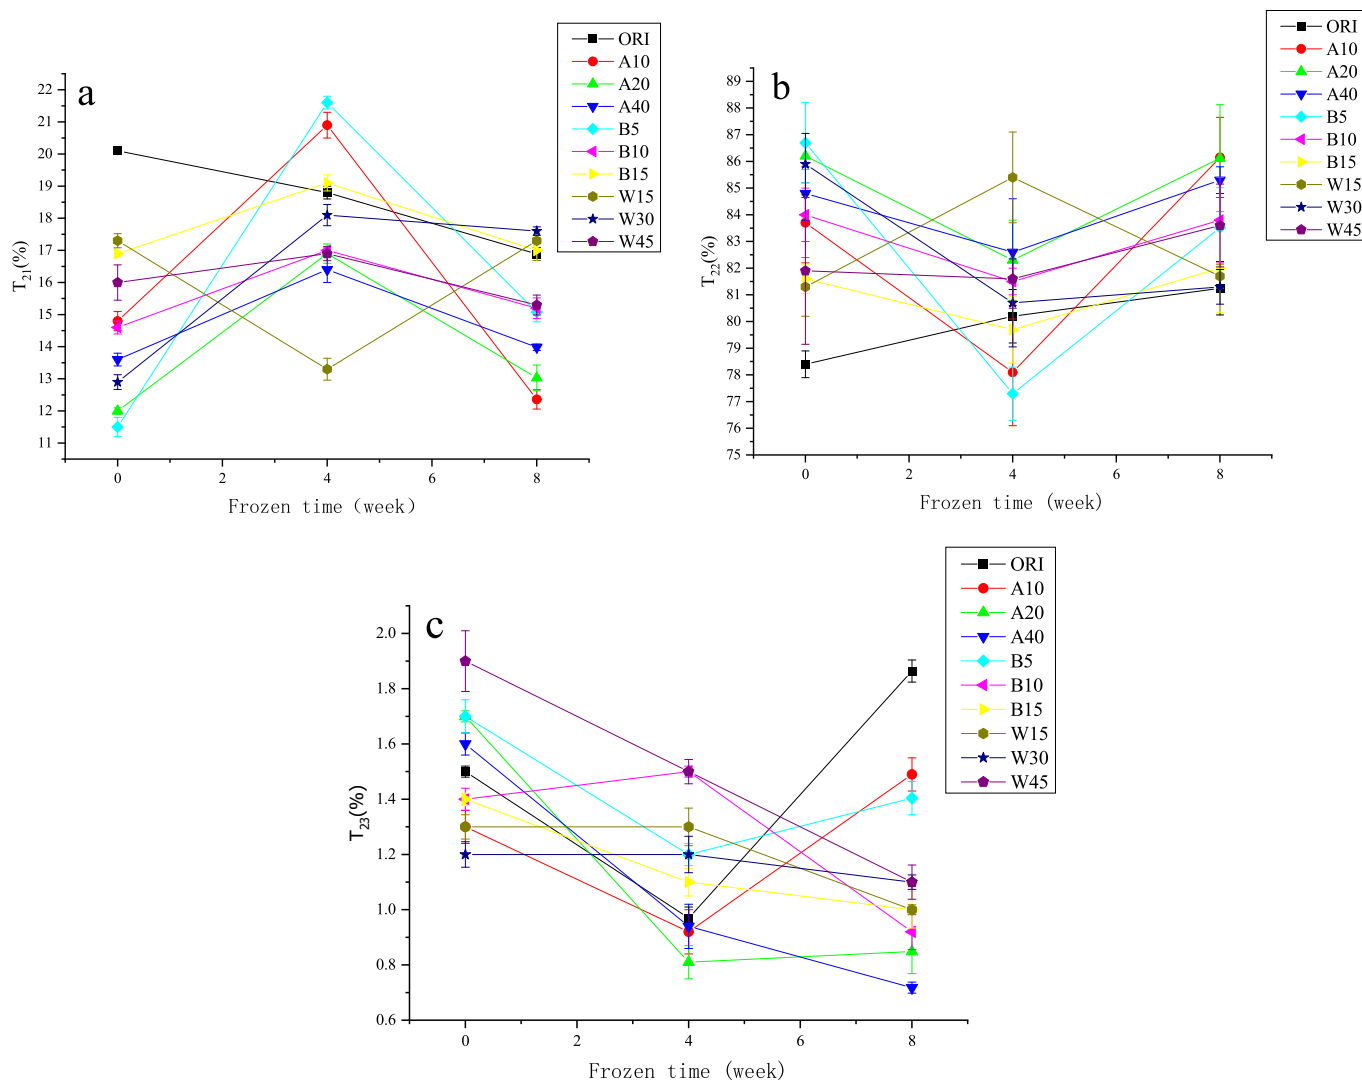 a
ORI
A10
A20
A40
B5
B10
B15
W15
W30
W45
22
21
20
19
18
17
16
15
14
13
12
11
T21(%)
0
2
4
6
8
Frozen time (week)
b
ORI
A10
A20
A40
B5
B10
B15
W15
W30
W45
89
88
87
86
85
84
83
82
81
80
79
78
77
76
75
T22(%)
0
2
4
6
8
Frozen time (week)
c
ORI
A10
A20
A40
B5
B10
B15
W15
W30
W45
2.0
1.8
1.6
1.4
1.2
1.0
0.8
0.6
T23(%)
0
2
4
6
8
Frozen time (week)